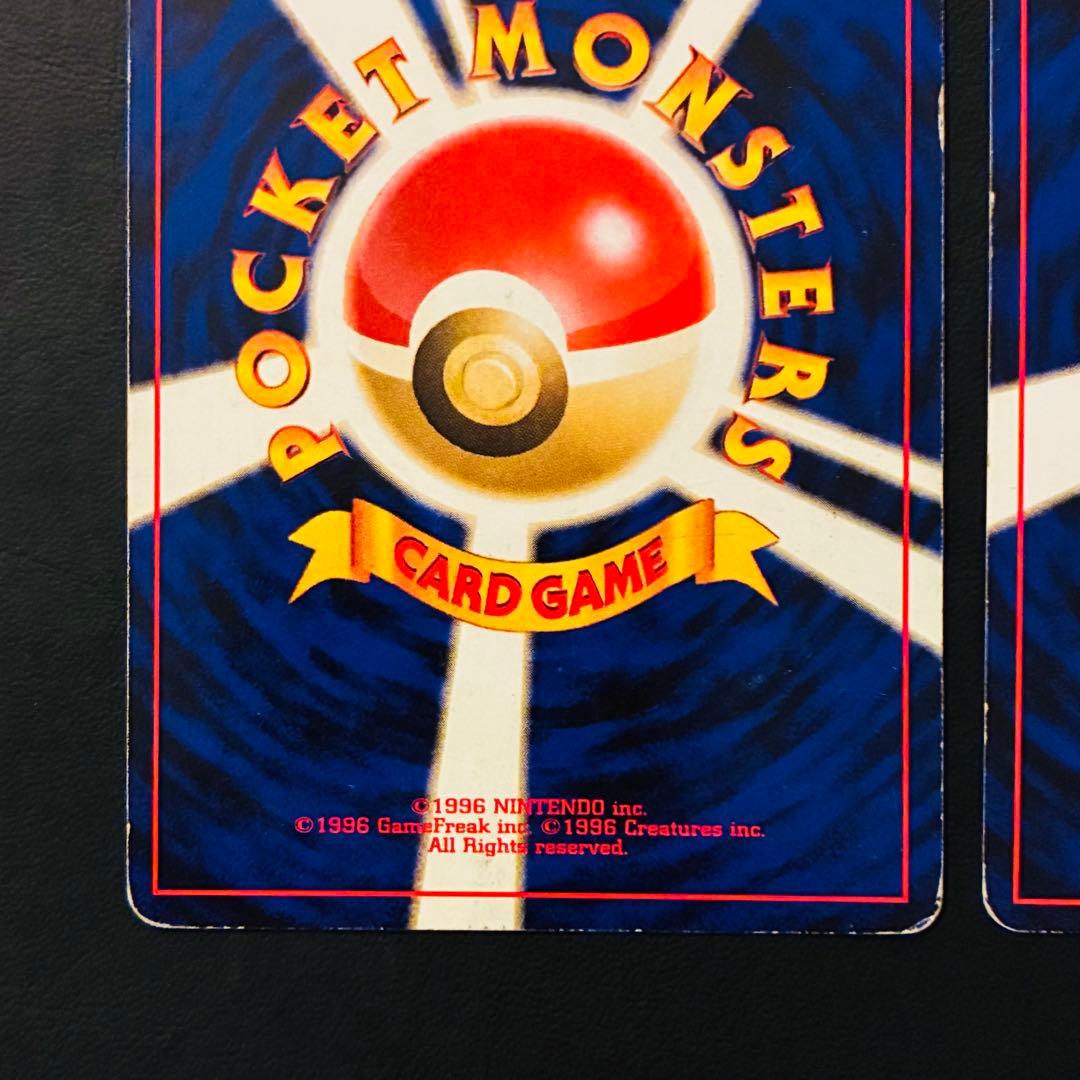 POCKET MONSTERS
CARD GAME
©1996 NINTENDO inc.
©1996 GameFreak inc. ©1996 Creatures inc.
All Rights reserved.